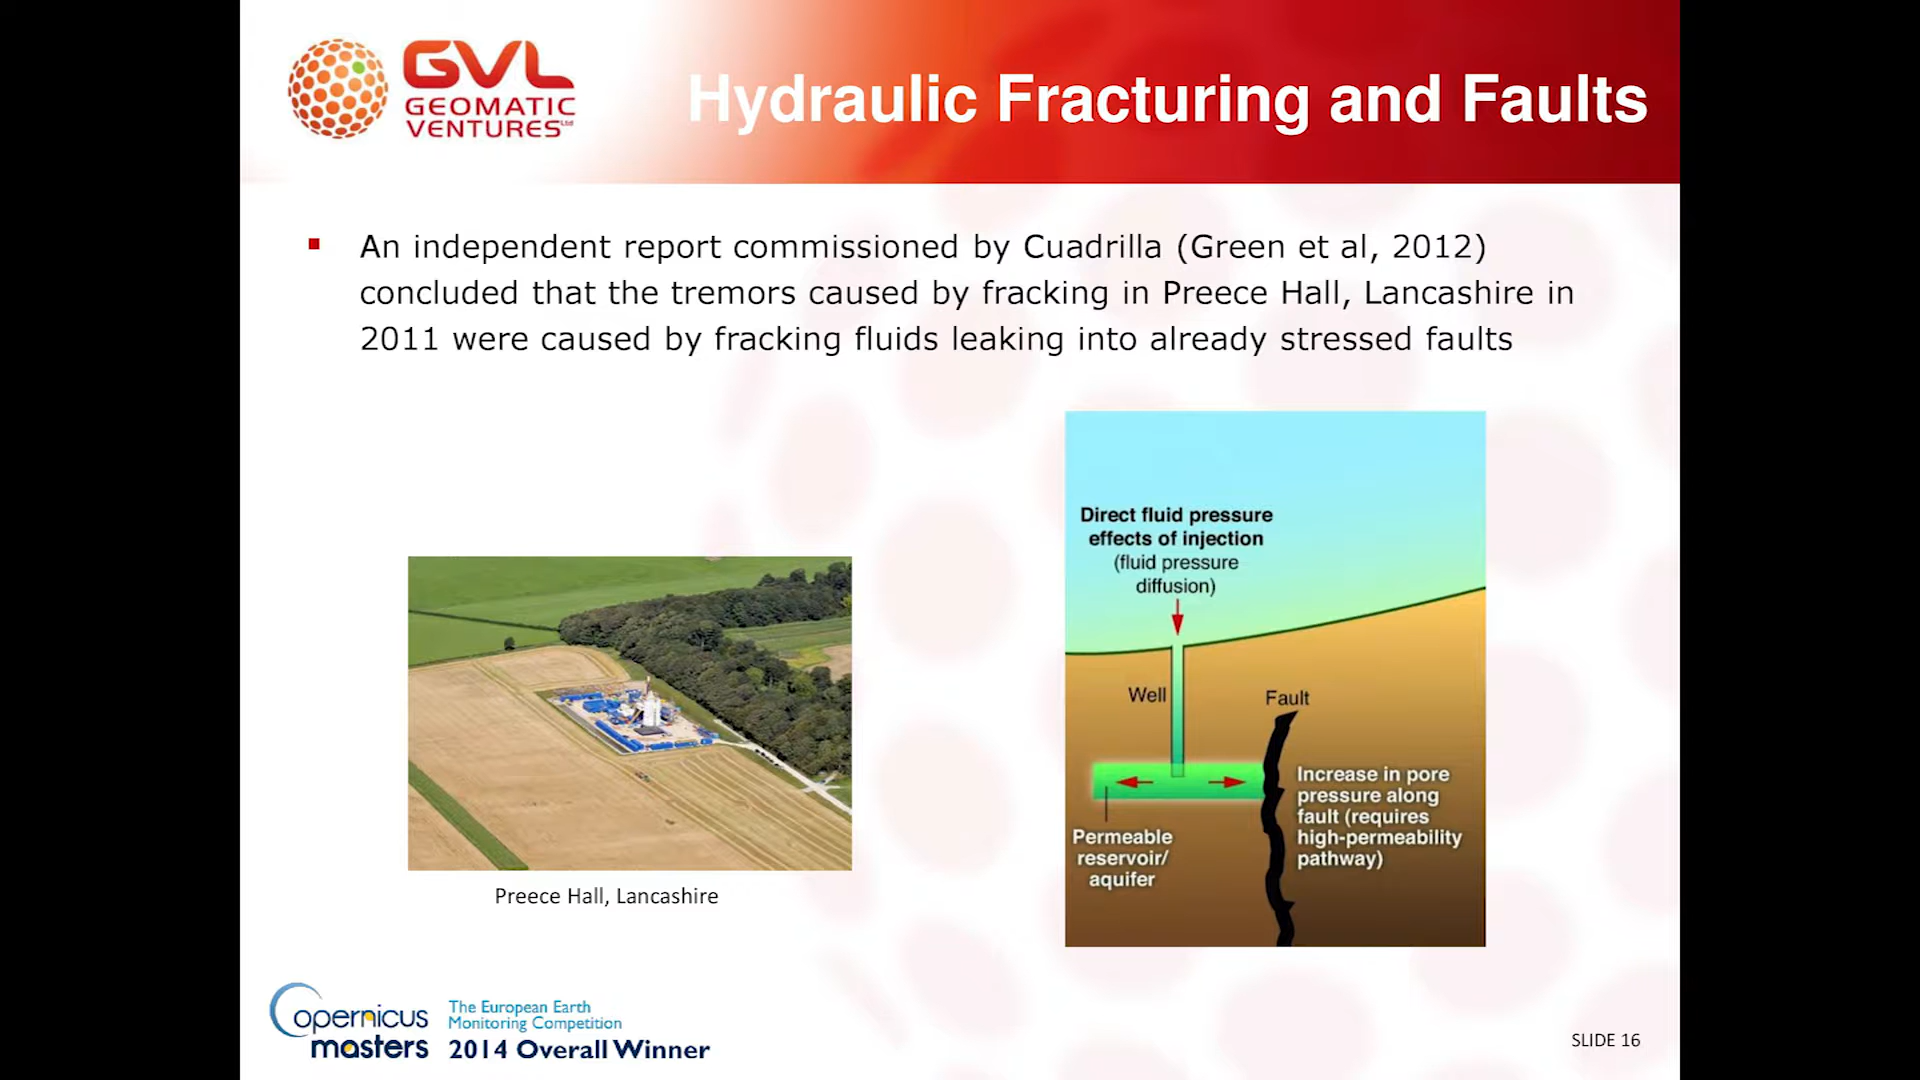 GVL
GEOMATIC
VENTURES Ltd
Hydraulic Fracturing and Faults
An independent report commissioned by Cuadrilla (Green et al, 2012)
concluded that the tremors caused by fracking in Preece Hall, Lancashire in
2011 were caused by fracking fluids leaking into already stressed faults
Preece Hall, Lancashire
Direct fluid pressure
effects of injection
(fluid pressure
diffusion)
Well
Fault
Increase in pore
pressure along
fault (requires
high-permeability
pathway)
Permeable
reservoir/
aquifer
Copernicus
masters
The European Earth
Monitoring Competition
2014 Overall Winner
SLIDE 16